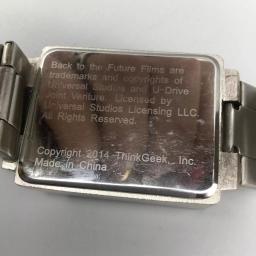 Back to the Future Films are
trademarks and copyrights of
Universal Studios and U-Drive
Joint Venture. Licensed by
Universal Studios Licensing LLC.
All Rights Reserved.
Copyright 2014 ThinkGeek, Inc.
Made in China